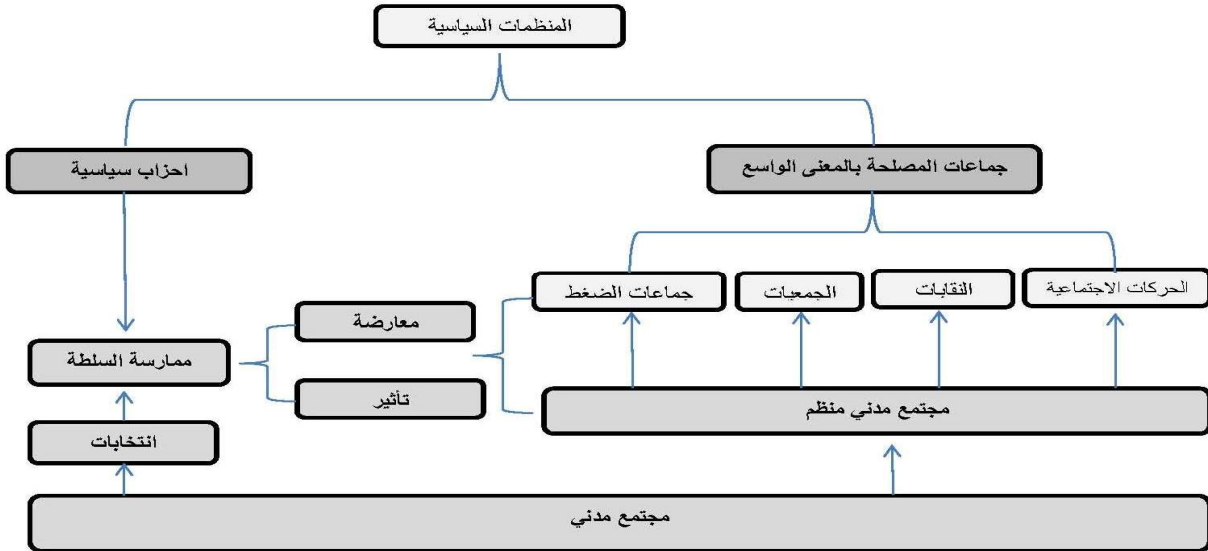 المنظمات السياسية
جماعات المصلحة بالمعنى الواسع
احزاب سياسية
الحركات الاجتماعية
النقابات
الجمعيات
جماعات الضغط
معارضة
ممارسة السلطة
تأثير
مجتمع مدني منظم
انتخابات
مجتمع مدني